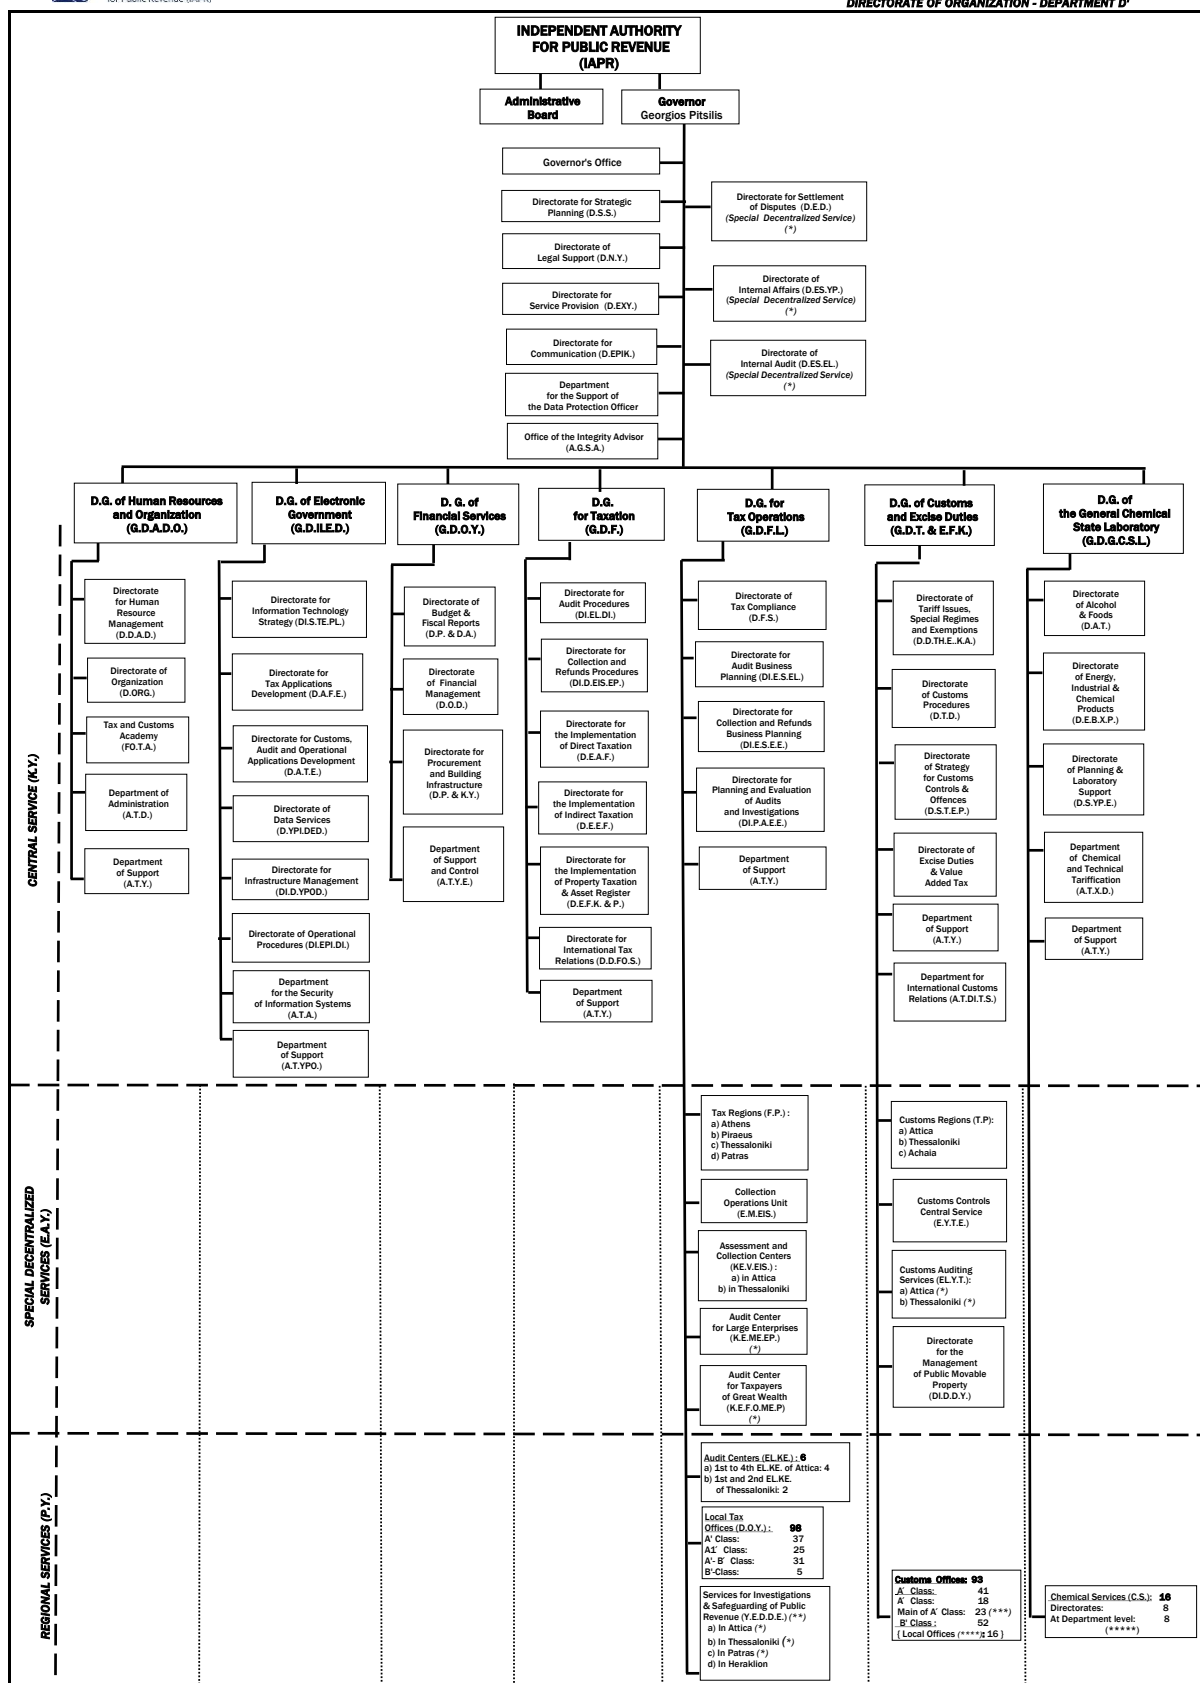 for Public Revenue (IAPR)
DIRECTORATE OF ORGANIZATION - DEPARTMENT D'
INDEPENDENT AUTHORITY
FOR PUBLIC REVENUE
(IAPR)
Administrative
Board
Governor
Georgios Pitsilis
Governor's Office
Directorate for Strategic
Planning (D.S.S.)
Directorate for Settlement
of Disputes (D.E.D.)
(Special Decentralized Service)
(*)
Directorate of
Legal Support (D.N.Y.)
Directorate of
Internal Affairs (D.ES.YP.)
(Special Decentralized Service)
(*)
Directorate for
Service Provision (D.EXY.)
Directorate for
Communication (D.EPIK.)
Directorate of
Internal Audit (D.ES.EL.)
(Special Decentralized Service)
(*)
Department
for the Support of
the Data Protection Officer
Office of the Integrity Advisor
(A.G.S.A.)
D.G. of Human Resources
and Organization
(G.D.A.D.O.)
D.G. of Electronic
Government
(G.D.ILE.D.)
D. G. of
Financial Services
(G.D.O.Y.)
D.G.
for Taxation
(G.D.F.)
D.G. for
Tax Operations
(G.D.F.L.)
D.G. of Customs
and Excise Duties
(G.D.T. & E.F.K.)
D.G. of
the General Chemical
State Laboratory
(G.D.G.C.S.L.)
CENTRAL SERVICE (K.Y.)
Directorate
for Human
Resource
Management
(D.D.A.D.)
Directorate of
Organization
(D.ORG.)
Tax and Customs
Academy
(FO.T.A.)
Department of
Administration
(A.T.D.)
Department
of Support
(A.T.Y.)
Directorate for
Information Technology
Strategy (DI.S.TE.PL.)
Directorate for
Tax Applications
Development (D.A.F.E.)
Directorate for Customs,
Audit and Operational
Applications Development
(D.A.T.E.)
Directorate of
Data Services
(D.YPI.DED.)
Directorate for
Infrastructure Management
(DI.D.YPOD.)
Directorate of Operational
Procedures (DI.EPI.DI.)
Department
for the Security
of Information Systems
(A.T.A.)
Department
of Support
(A.T.YPO.)
Directorate of
Budget &
Fiscal Reports
(D.P. & D.A.)
Directorate
of Financial
Management
(D.O.D.)
Directorate for
Procurement
and Building
Infrastructure
(D.P. & K.Y.)
Department
of Support
and Control
(A.T.Y.E.)
Directorate for
Audit Procedures
(DI.EL.DI.)
Directorate for
Collection and
Refunds Procedures
(DI.D.EIS.EP.)
Directorate for
the Implementation
of Direct Taxation
(D.E.A.F.)
Directorate for
the Implementation
of Indirect Taxation
(D.E.E.F.)
Directorate for
the Implementation
of Property Taxation
& Asset Register
(D.E.F.K. & P.)
Directorate for
International Tax
Relations (D.D.FO.S.)
Department
of Support
(A.T.Y.)
Directorate of
Tax Compliance
(D.F.S.)
Directorate for
Audit Business
Planning (DI.E.S.EL.)
Directorate for
Collection and Refunds
Business Planning
(DI.E.S.E.E.)
Directorate for
Planning and Evaluation
of Audits
and Investigations
(DI.P.A.E.E.)
Department
of Support
(A.T.Y.)
Directorate of
Tariff Issues,
Special Regimes
and Exemptions
(D.D.TH.E..K.A.)
Directorate
of Customs
Procedures
(D.T.D.)
Directorate
of Strategy
for Customs
Controls &
Offences
(D.S.T.E.P.)
Directorate of
Excise Duties
& Value
Added Tax
Department
of Support
(A.T.Y.)
Department for
International Customs
Relations (A.T.DI.T.S.)
Directorate
of Alcohol
& Foods
(D.A.T.)
Directorate
of Energy,
Industrial &
Chemical
Products
(D.E.B.X.P.)
Directorate
of Planning &
Laboratory
Support
(D.S.YP.E.)
Department
of Chemical
and Technical
Tariffication
(A.T.X.D.)
Department
of Support
(A.T.Y.)
SPECIAL DECENTRALIZED
SERVICES (E.A.Y.)
Tax Regions (F.P.) :
a) Athens
b) Piraeus
c) Thessaloniki
d) Patras
Collection
Operations Unit
(E.M.EIS.)
Assessment and
Collection Centers
(KE.V.EIS.) :
a) in Attica
b) in Thessaloniki
Audit Center
for Large Enterprises
(K.E.ME.EP.)
(*)
Audit Center
for Taxpayers
of Great Wealth
(K.E.F.O.ME.P)
(*)
Customs Regions (T.P):
a) Attica
b) Thessaloniki
c) Achaia
Customs Controls
Central Service
(E.Y.T.E.)
Customs Auditing
Services (EL.Y.T.):
a) Attica (*)
b) Thessaloniki (*)
Directorate
for the
Management
of Public Movable
Property
(DI.D.D.Y.)
REGIONAL SERVICES (P.Y.)
Audit Centers (EL.KE.) : 6
a) 1st to 4th EL.KE. of Attica: 4
b) 1st and 2nd EL.KE.
of Thessaloniki: 2
Local Tax
Offices (D.O.Y.) : 98
A' Class: 37
A1' Class: 25
A'- B' Class: 31
B'-Class: 5
Services for Investigations
& Safeguarding of Public
Revenue (Y.E.D.D.E.) (**)
a) In Attica (*)
b) In Thessaloniki (*)
c) In Patras (*)
d) In Heraklion
Customs Offices: 93
A' Class: 41
A' Class: 18
Main of A' Class: 23 (***)
B' Class : 52
{ Local Offices (****): 16 }
Chemical Services (C.S.): 16
Directorates: 8
At Department level: 8
(*****)